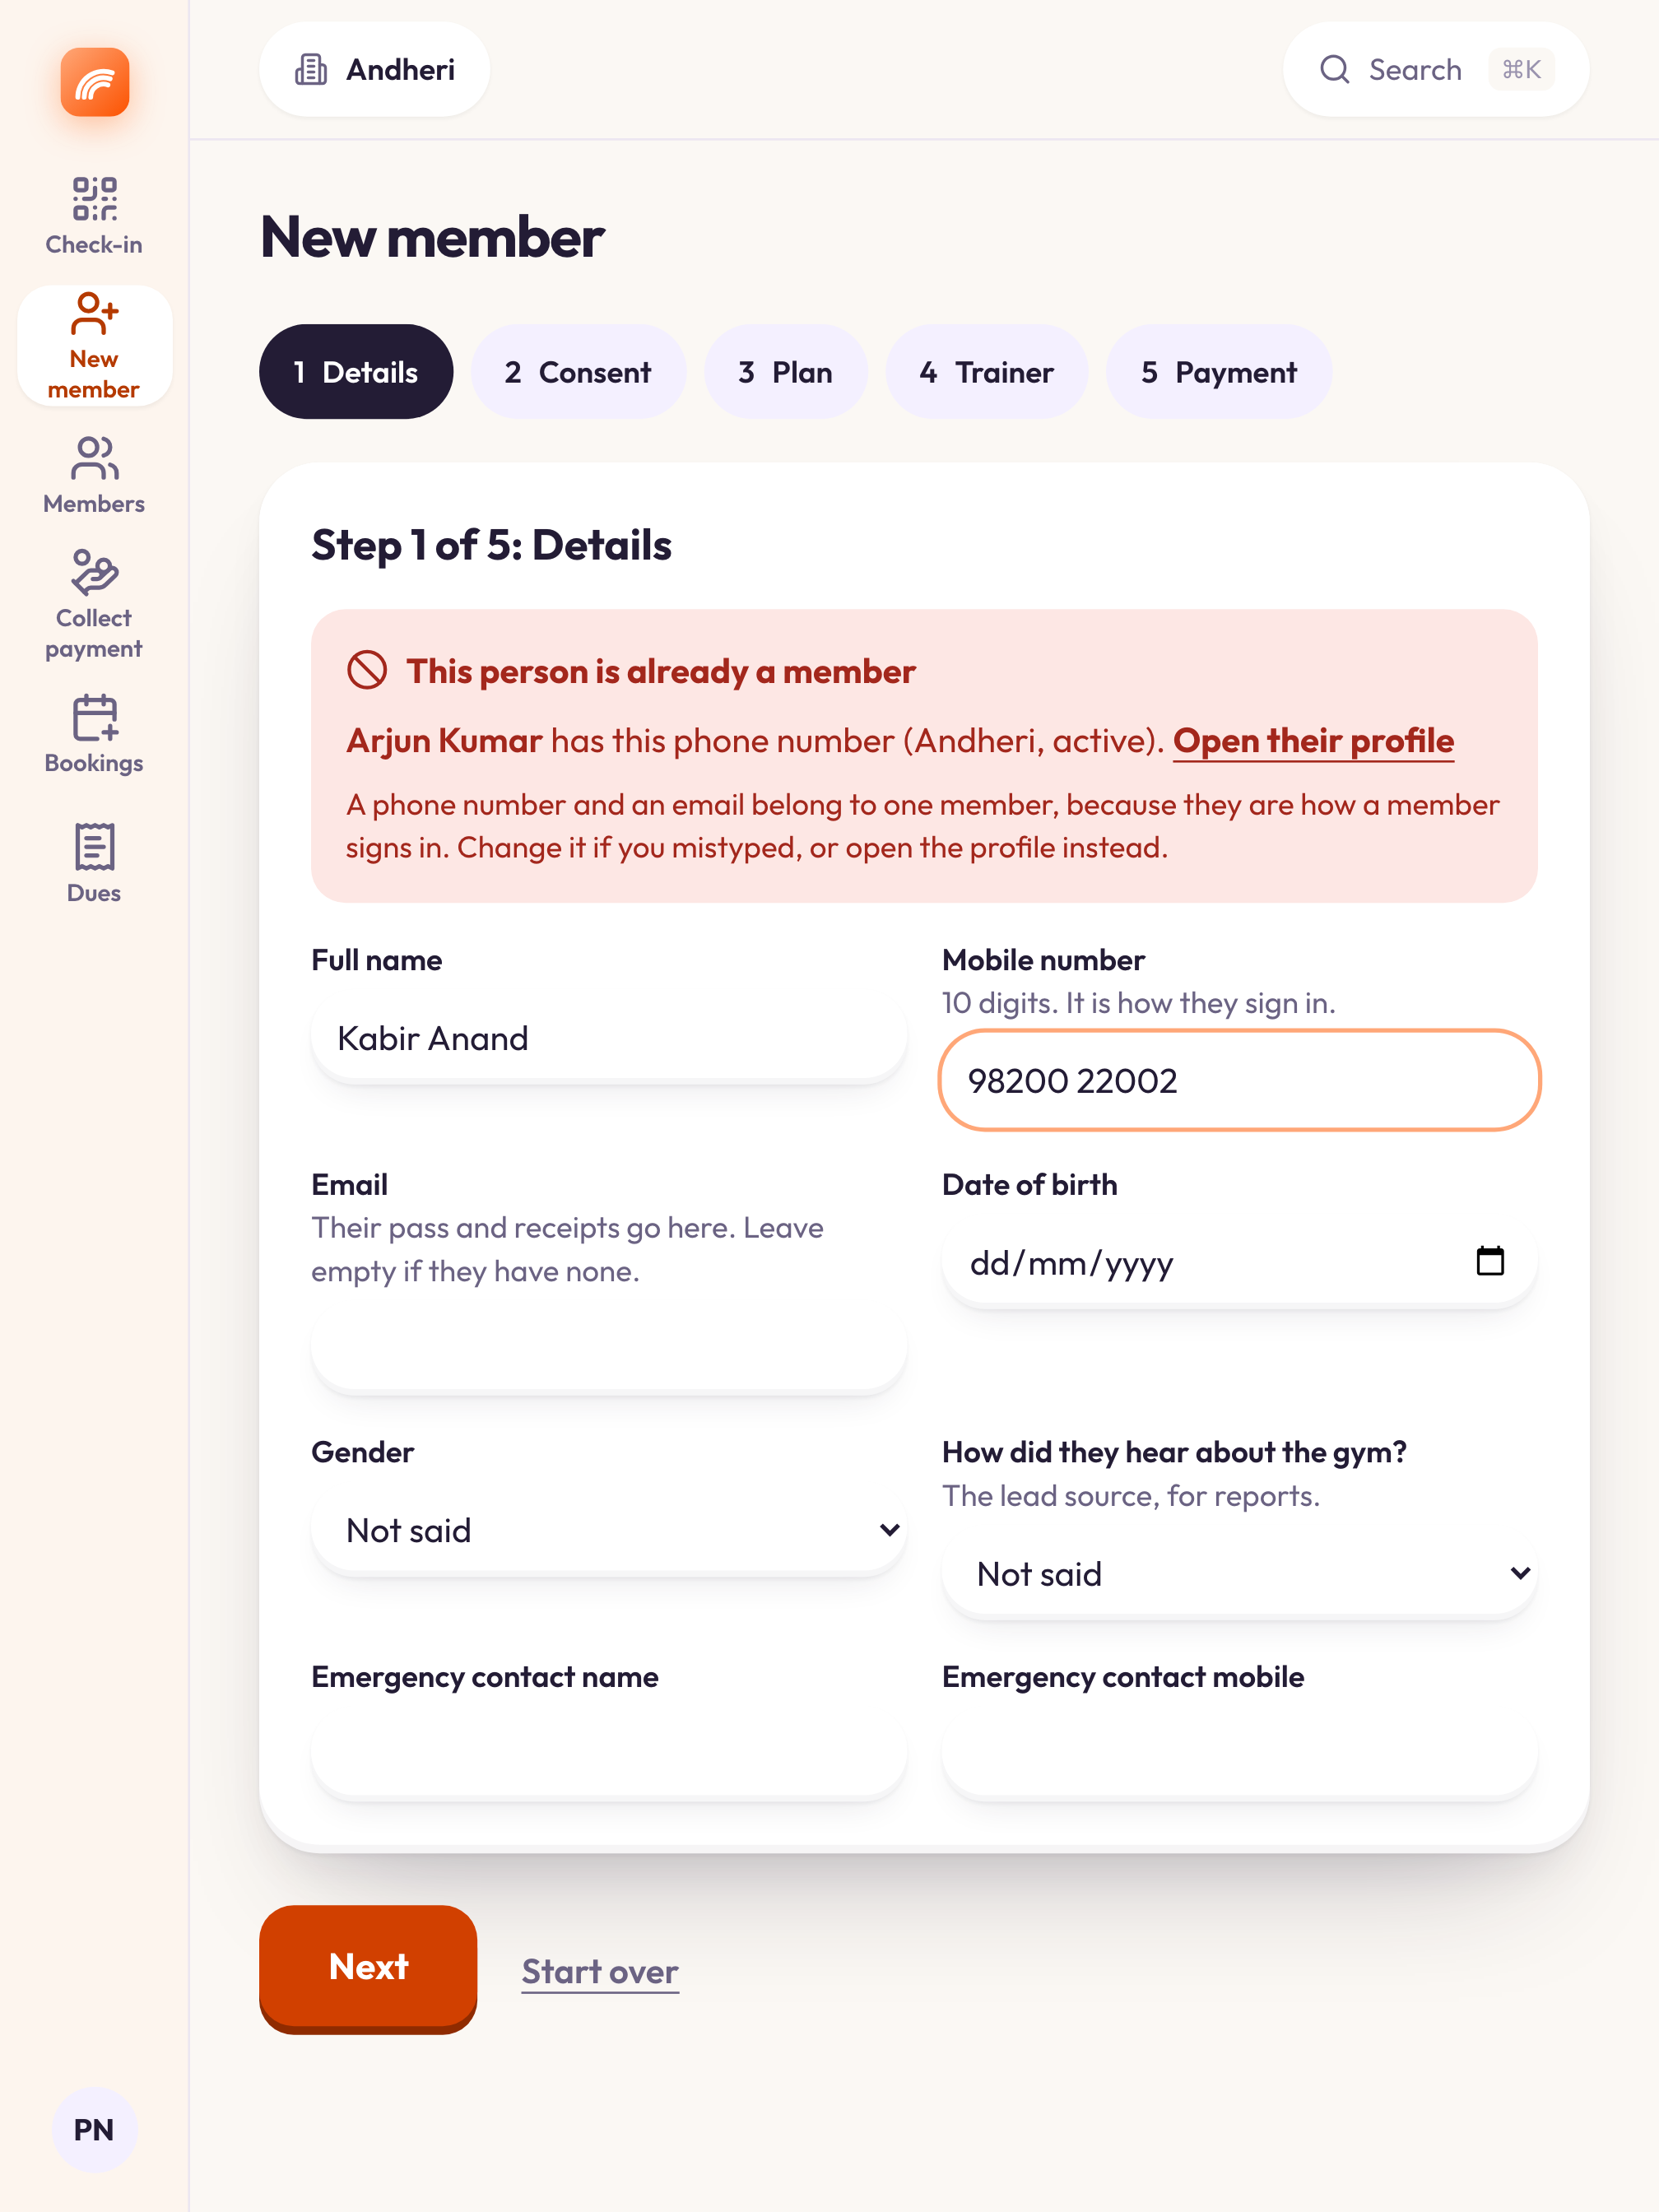 Andheri
Search ⌘K
Check-in
New
member
Members
Collect
payment
Bookings
Dues
PN
New member
1 Details
2 Consent
3 Plan
4 Trainer
5 Payment
Step 1 of 5: Details
This person is already a member
Arjun Kumar has this phone number (Andheri, active). Open their profile
A phone number and an email belong to one member, because they are how a member
signs in. Change it if you mistyped, or open the profile instead.
Full name
Kabir Anand
Mobile number
10 digits. It is how they sign in.
98200 22002
Email
Their pass and receipts go here. Leave
empty if they have none.
Date of birth
dd/mm/yyyy
Gender
Not said
How did they hear about the gym?
The lead source, for reports.
Not said
Emergency contact name
Emergency contact mobile
Next
Start over